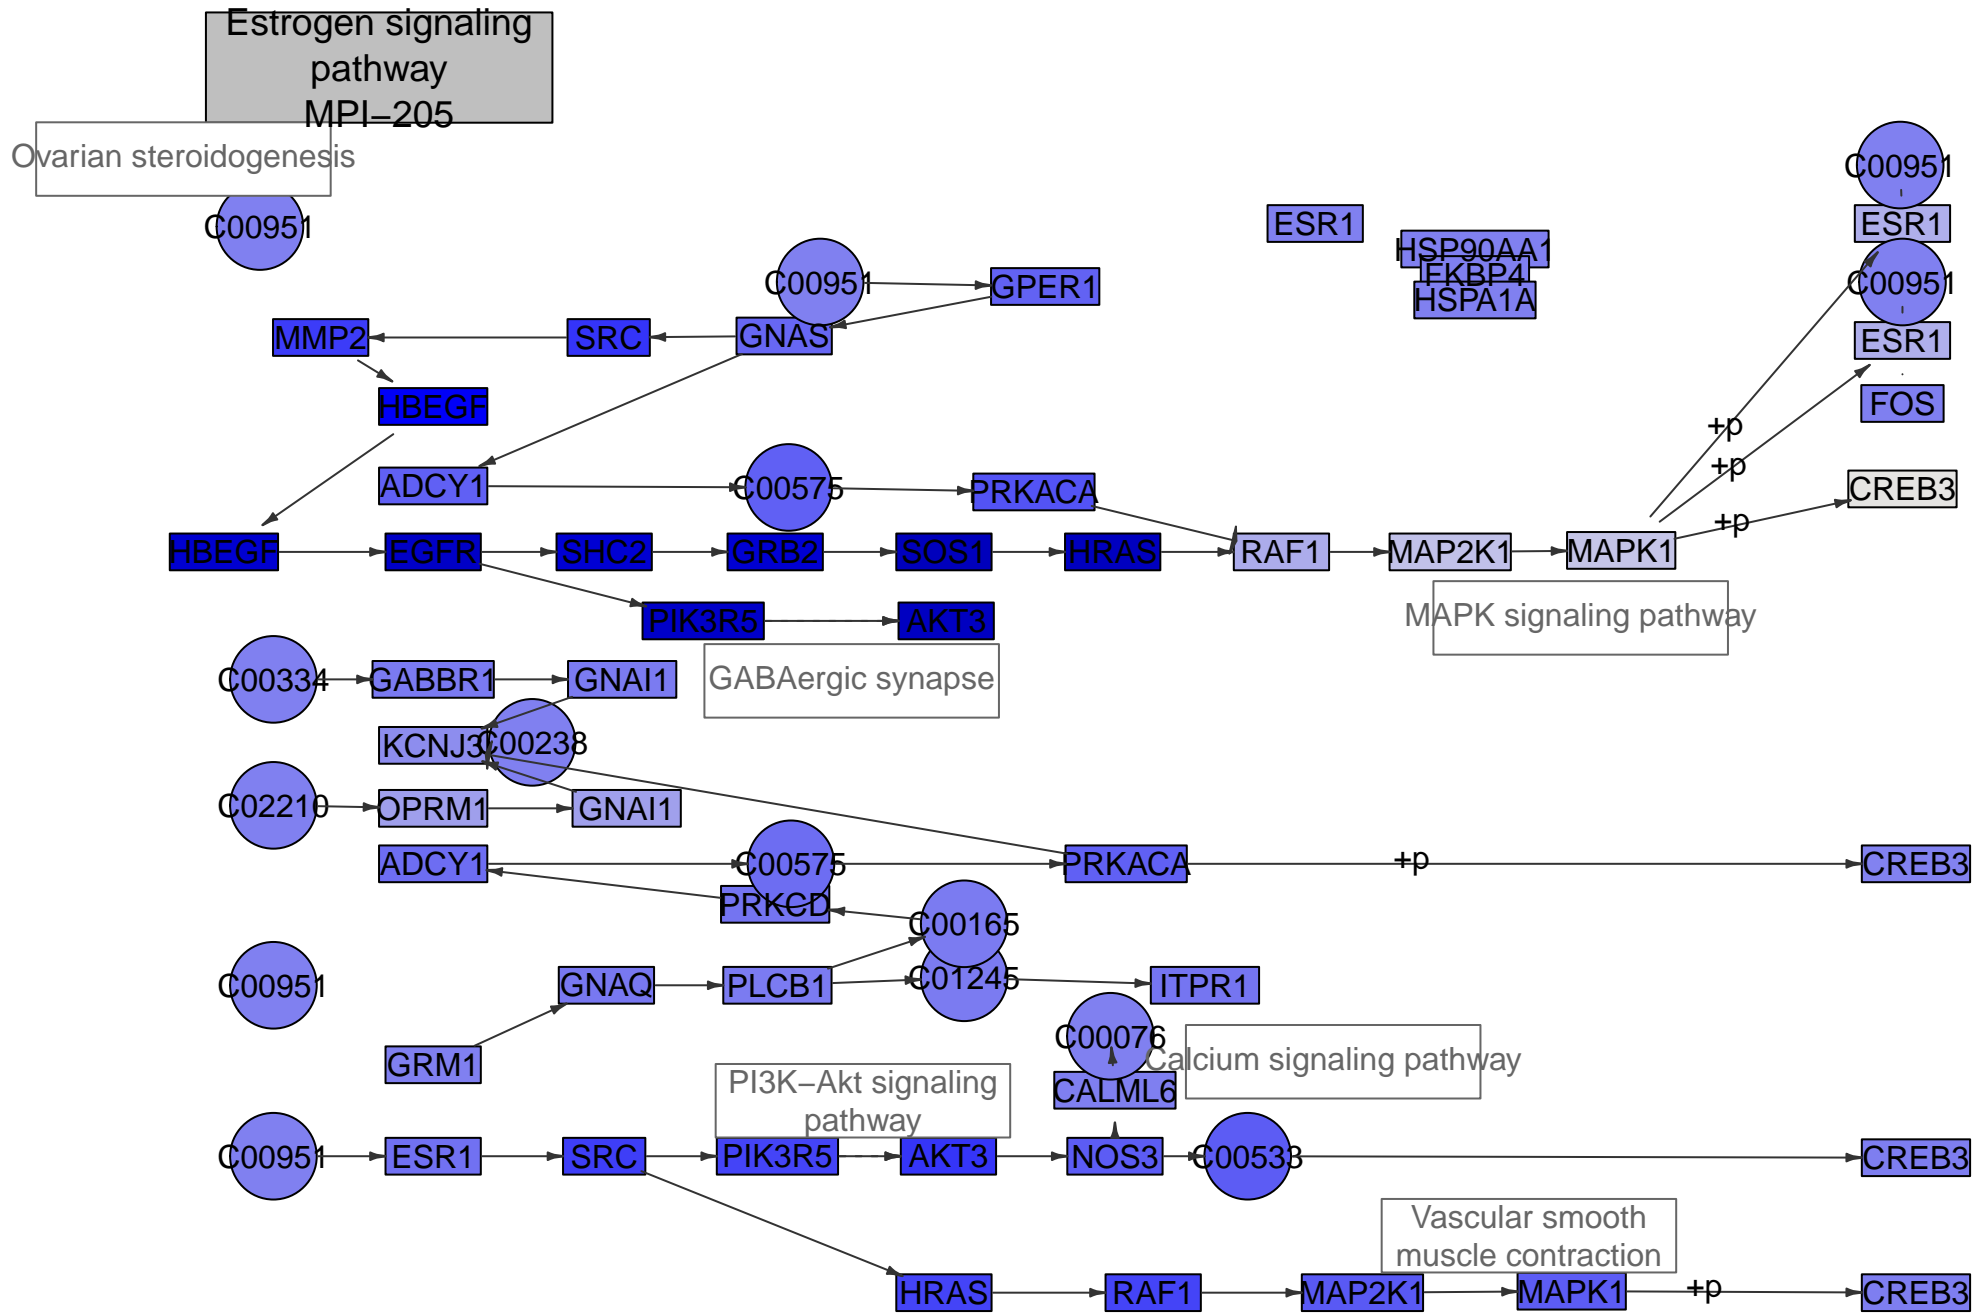 Estrogen signaling
pathway
MPI−205
Ovarian steroidogenesis
C00951
C00951
ESR1
ESR1
C00951
HSP90AA1
FKBP4
HSPA1A
C00951
GPER1
C00951
MMP2
SRC
GNAS
ESR1
HBEGF
FOS
+p
+p
ADCY1
C00575
PRKACA
CREB3
+p
HBEGF
EGFR
SHC2
GRB2
SOS1
HRAS
RAF1
MAP2K1
MAPK1
PIK3R5
AKT3
MAPK signaling pathway
C00334
GABBR1
GNAI1
GABAergic synapse
KCNJ3
C00238
C02210
OPRM1
GNAI1
ADCY1
C00575
PRKACA
+p
CREB3
PRKCD
C00165
C00951
GNAQ
PLCB1
C01245
ITPR1
C00076
GRM1
Calcium signaling pathway
PI3K−Akt signaling
pathway
CALML6
C00951
ESR1
SRC
PIK3R5
AKT3
NOS3
C00533
CREB3
Vascular smooth
muscle contraction
HRAS
RAF1
MAP2K1
MAPK1
+p
CREB3